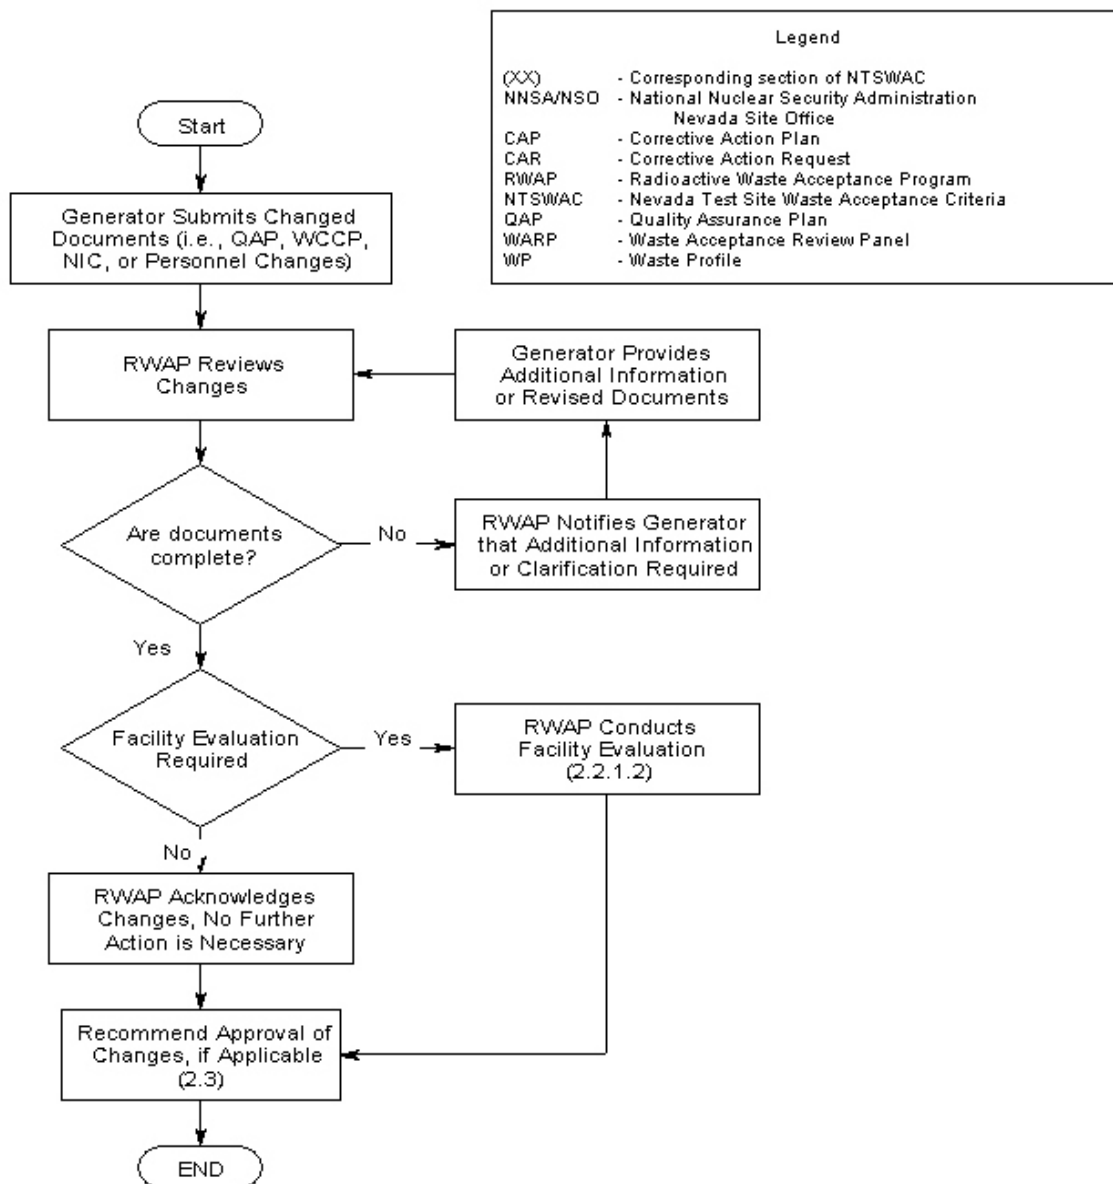 Legend
(XX) - Corresponding section of NTSWAC
NNSA/NSO - National Nuclear Security Administration
Nevada Site Office
CAP - Corrective Action Plan
CAR - Corrective Action Request
RWAP - Radioactive Waste Acceptance Program
NTSWAC - Nevada Test Site Waste Acceptance Criteria
QAP - Quality Assurance Plan
WARP - Waste Acceptance Review Panel
WP - Waste Profile
Start
Generator Submits Changed
Documents (i.e., QAP, WCCP,
NIC, or Personnel Changes)
RWAP Reviews
Changes
Generator Provides
Additional Information
or Revised Documents
Are documents
complete?
No
RWAP Notifies Generator
that Additional Information
or Clarification Required
Yes
Facility Evaluation
Required
Yes
RWAP Conducts
Facility Evaluation
(2.2.1.2)
No
RWAP Acknowledges
Changes, No Further
Action is Necessary
Recommend Approval of
Changes, if Applicable
(2.3)
END